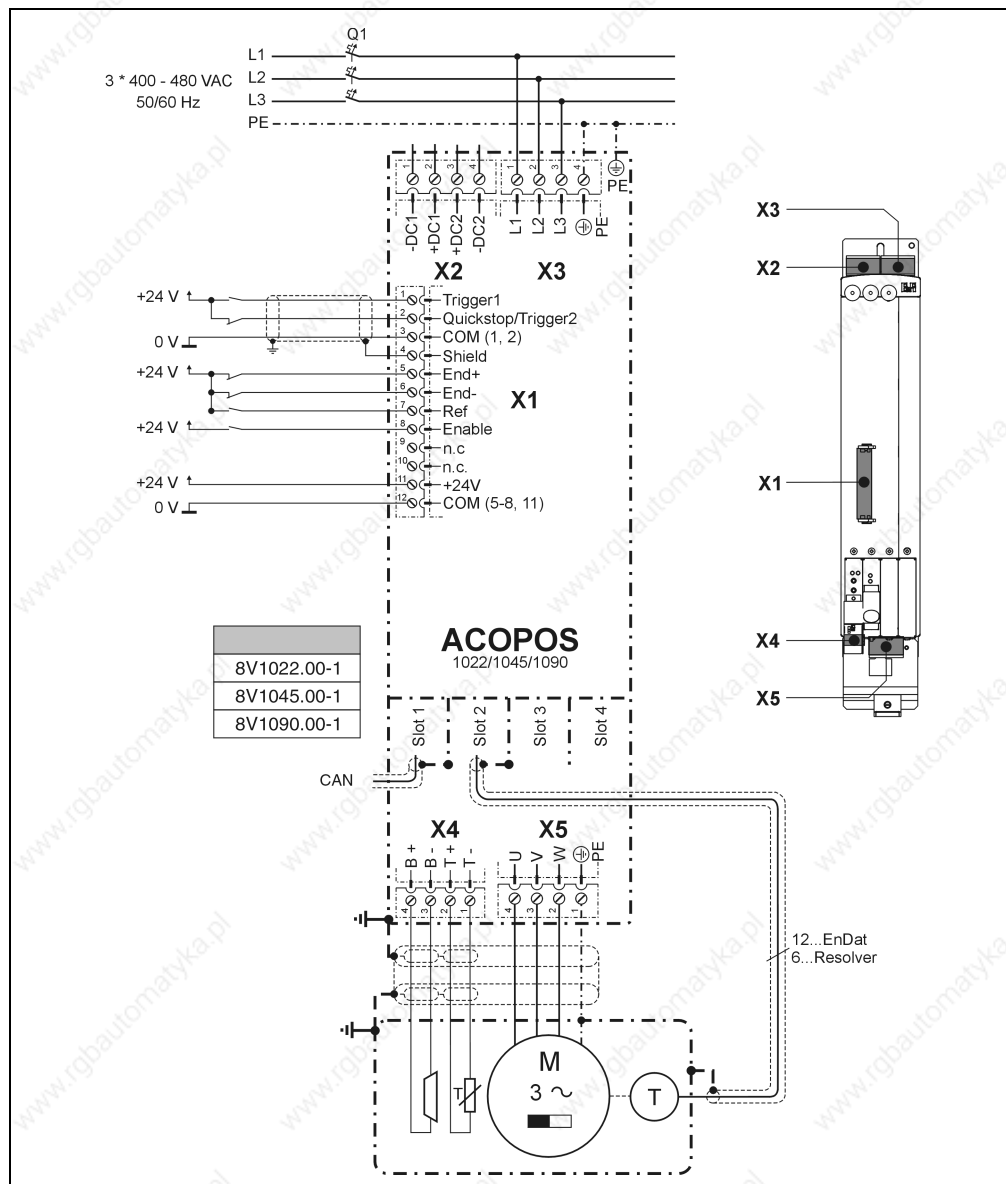 Q1
L1
L2
L3
PE
3 * 400 - 480 VAC
50/60 Hz
1 2 3 4
1 2 3 4
PE
-DC1 +DC1 +DC2 -DC2
L1 L2 L3 PE
X2 X3
+24 V
0 V
+24 V
+24 V
+24 V
0 V
1 Trigger1
2 Quickstop/Trigger2
3 COM (1, 2)
4 Shield
5 End+
6 End-
7 Ref
8 Enable
9 n.c
10 n.c.
11 +24V
12 COM (5-8, 11)
X1
X3
X2
X1
X4
X5
ACOPOS
1022/1045/1090
8V1022.00-1
8V1045.00-1
8V1090.00-1
Slot 1 Slot 2 Slot 3 Slot 4
CAN
X4 X5
B + B - T + T -
U V W PE
4 3 2 1
4 3 2 1
12...EnDat
6...Resolver
T
M
3 ~
T
www.rgbautomatyka.pl